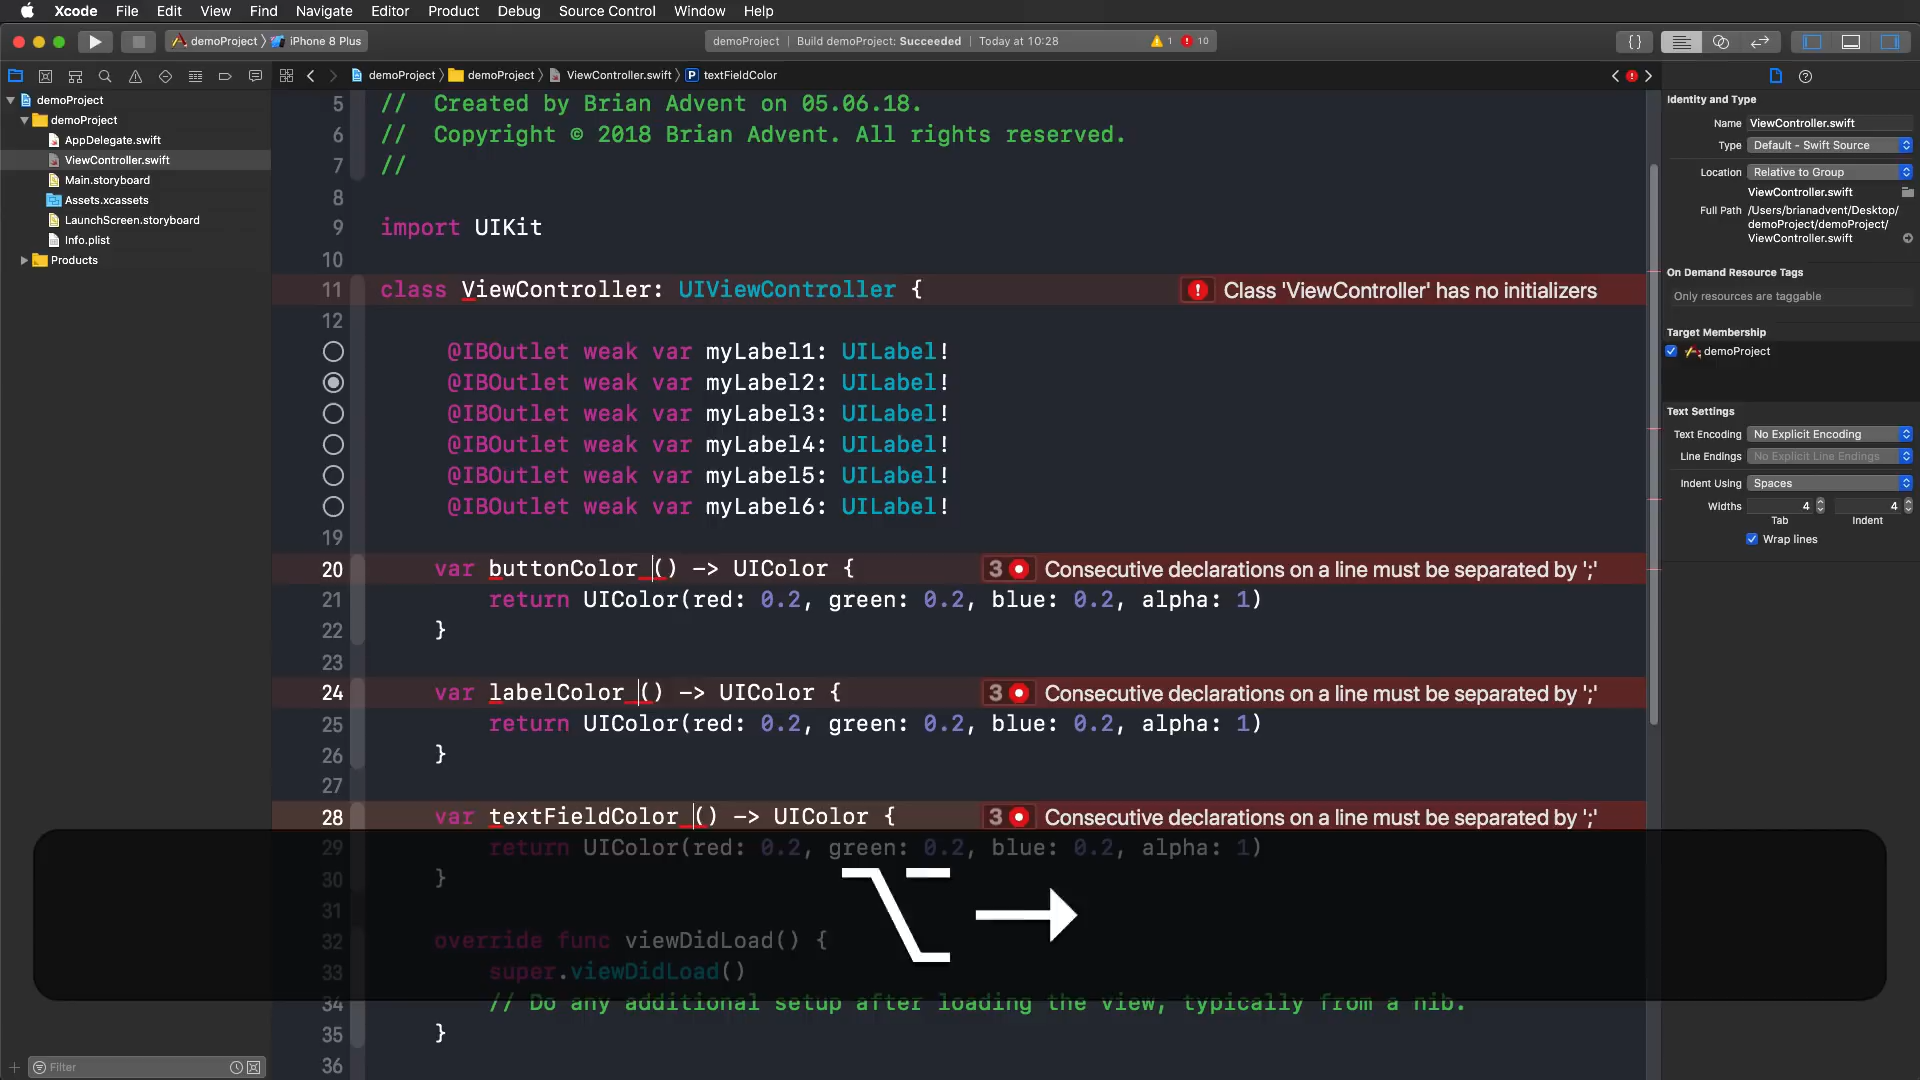 Xcode File Edit View Find Navigate Editor Product Debug Source Control Window Help
demoProject iPhone 8 Plus
demoProject | Build demoProject: Succeeded | Today at 10:28 1 10
demoProject demoProject ViewController.swift P textFieldColor
demoProject
demoProject
AppDelegate.swift
ViewController.swift
Main.storyboard
Assets.xcassets
LaunchScreen.storyboard
Info.plist
Products
Filter
5 // Created by Brian Advent on 05.06.18.
6 // Copyright © 2018 Brian Advent. All rights reserved.
7 //
8
9 import UIKit
10
11 class ViewController: UIViewController { Class 'ViewController' has no initializers
12
@IBOutlet weak var myLabel1: UILabel!
@IBOutlet weak var myLabel2: UILabel!
@IBOutlet weak var myLabel3: UILabel!
@IBOutlet weak var myLabel4: UILabel!
@IBOutlet weak var myLabel5: UILabel!
@IBOutlet weak var myLabel6: UILabel!
19
20 var buttonColor () -> UIColor { 3 Consecutive declarations on a line must be separated by ';'
21 return UIColor(red: 0.2, green: 0.2, blue: 0.2, alpha: 1)
22 }
23
24 var labelColor () -> UIColor { 3 Consecutive declarations on a line must be separated by ';'
25 return UIColor(red: 0.2, green: 0.2, blue: 0.2, alpha: 1)
26 }
27
28 var textFieldColor () -> UIColor { 3 Consecutive declarations on a line must be separated by ';'
29 return UIColor(red: 0.2, green: 0.2, blue: 0.2, alpha: 1)
30 }
31
32 override func viewDidLoad() {
33 super.viewDidLoad()
34 // Do any additional setup after loading the view, typically from a nib.
35 }
36
⌥ →
Identity and Type
Name ViewController.swift
Type Default - Swift Source
Location Relative to Group
ViewController.swift
Full Path /Users/brianadvent/Desktop/
demoProject/demoProject/
ViewController.swift
On Demand Resource Tags
Only resources are taggable
Target Membership
demoProject
Text Settings
Text Encoding No Explicit Encoding
Line Endings No Explicit Line Endings
Indent Using Spaces
Widths 4 4
Tab Indent
Wrap lines